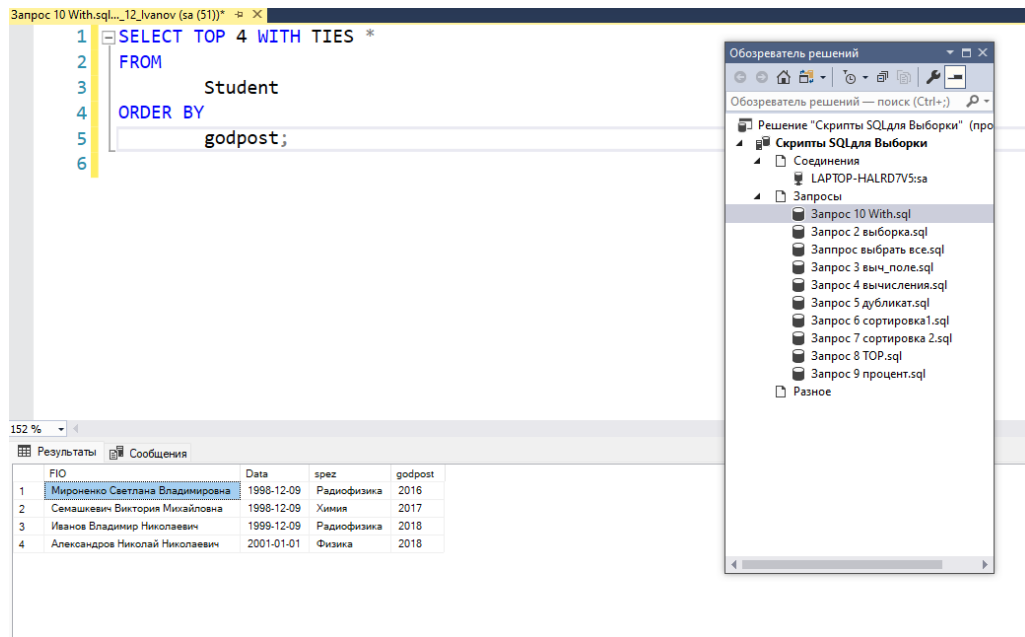 Запрос 10 With.sql..._12_Ivanov (sa (51))*
1 SELECT TOP 4 WITH TIES *
2 FROM
3 Student
4 ORDER BY
5 godpost;
6
Обозреватель решений
Обозреватель решений — поиск (Ctrl+;)
Решение "Скрипты SQLдля Выборки" (про
Скрипты SQLдля Выборки
Соединения
LAPTOP-HALRD7V5:sa
Запросы
Запрос 10 With.sql
Запрос 2 выборка.sql
Заппрос выбрать все.sql
Запрос 3 выч_поле.sql
Запрос 4 вычисления.sql
Запрос 5 дубликат.sql
Запрос 6 сортировка1.sql
Запрос 7 сортировка 2.sql
Запрос 8 TOP.sql
Запрос 9 процент.sql
Разное
152 %
Результаты Сообщения
FIO Data spez godpost
1 Мироненко Светлана Владимировна 1998-12-09 Радиофизика 2016
2 Семашкевич Виктория Михайловна 1998-12-09 Химия 2017
3 Иванов Владимир Николаевич 1999-12-09 Радиофизика 2018
4 Александров Николай Николаевич 2001-01-01 Физика 2018